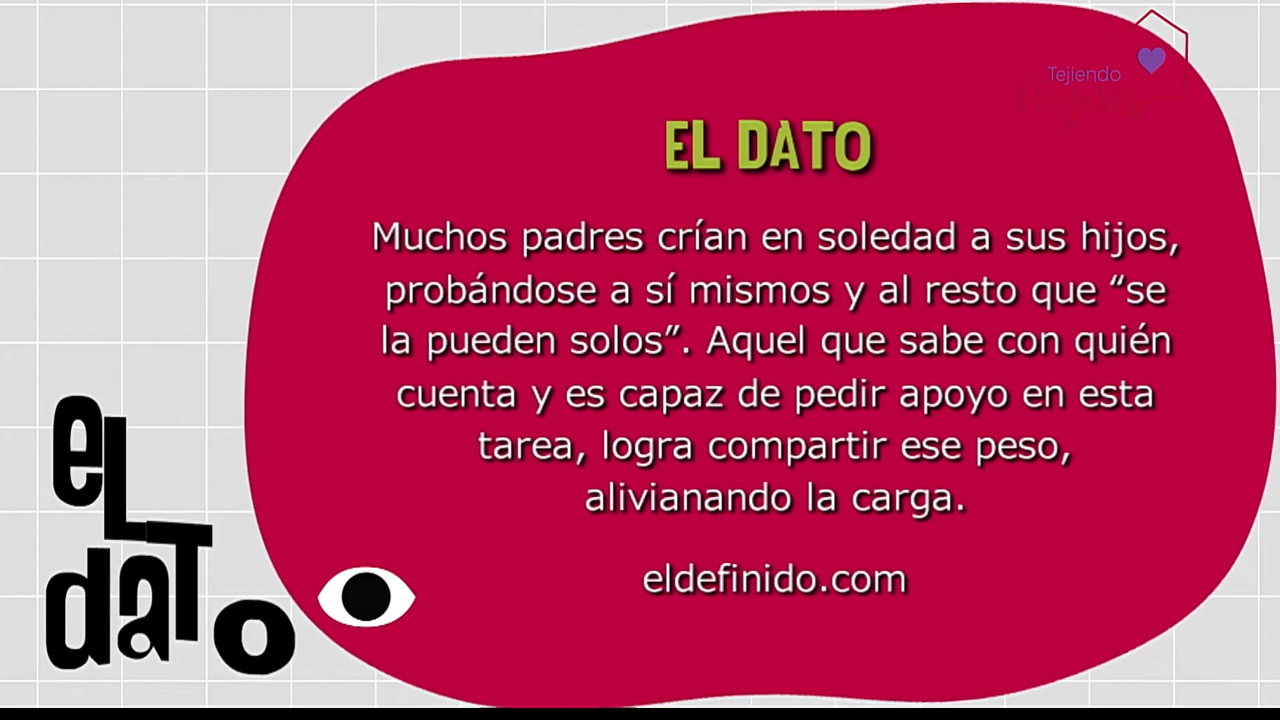 Tejiendo
EL DATO
Muchos padres crían en soledad a sus hijos,
probándose a sí mismos y al resto que “se
la pueden solos”. Aquel que sabe con quién
cuenta y es capaz de pedir apoyo en esta
tarea, logra compartir ese peso,
alivianando la carga.
eldefinido.com
eL
daTo